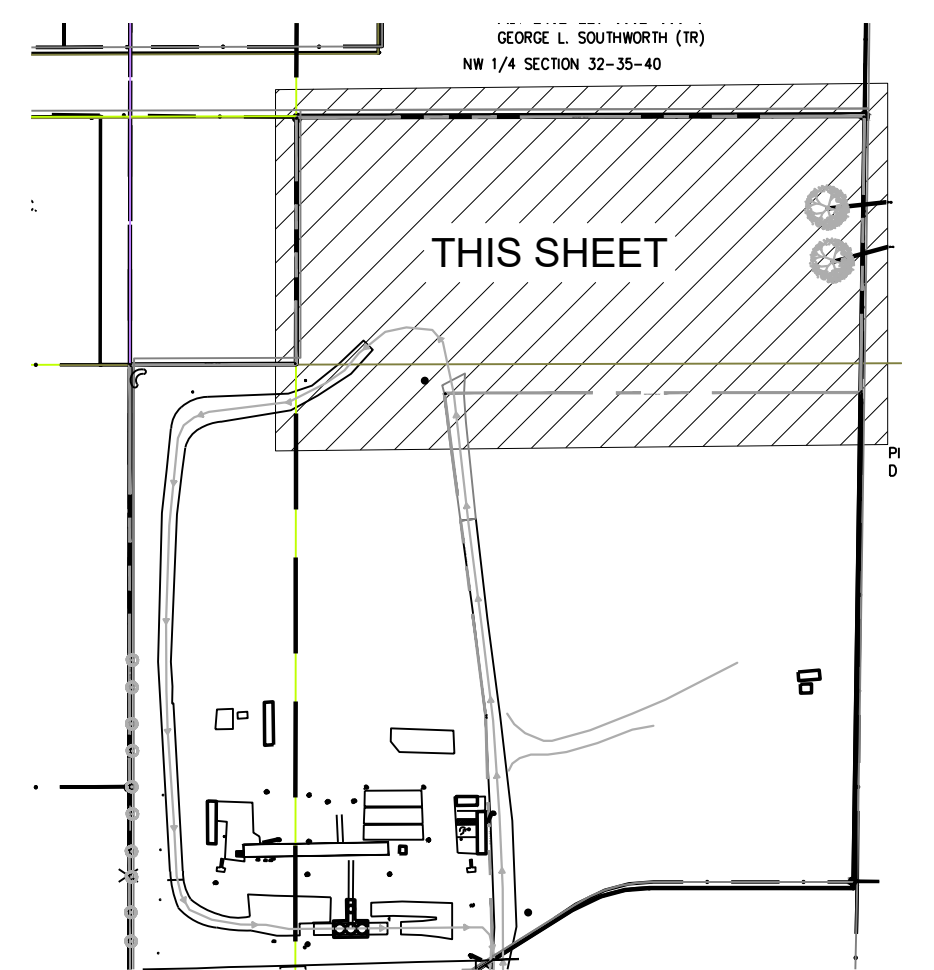 GEORGE L. SOUTHWORTH (TR)
NW 1/4 SECTION 32-35-40
THIS SHEET
PI
D